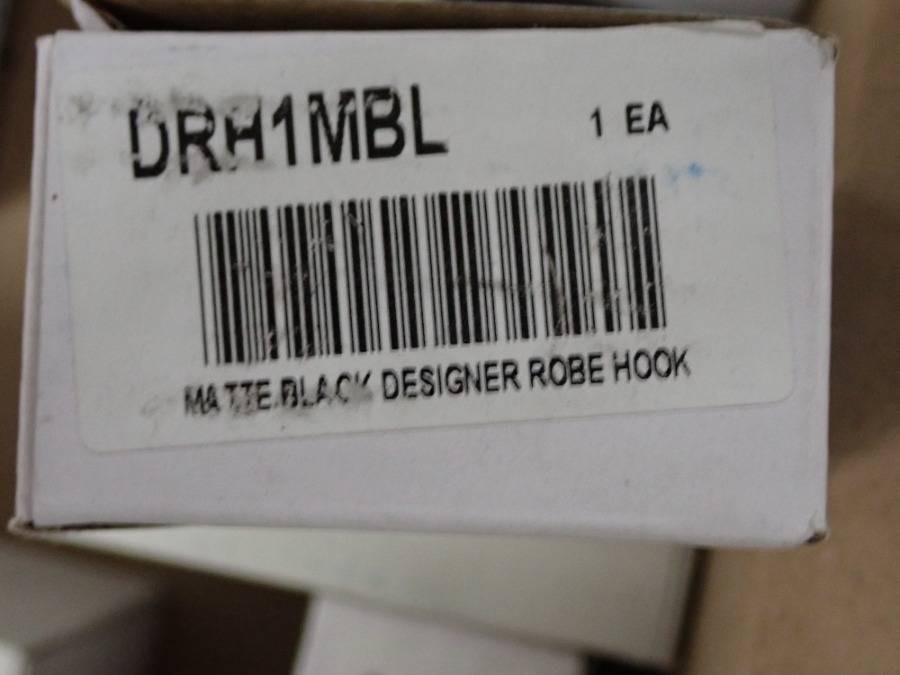 DRH1MBL 1 EA
MATTE BLACK DESIGNER ROBE HOOK